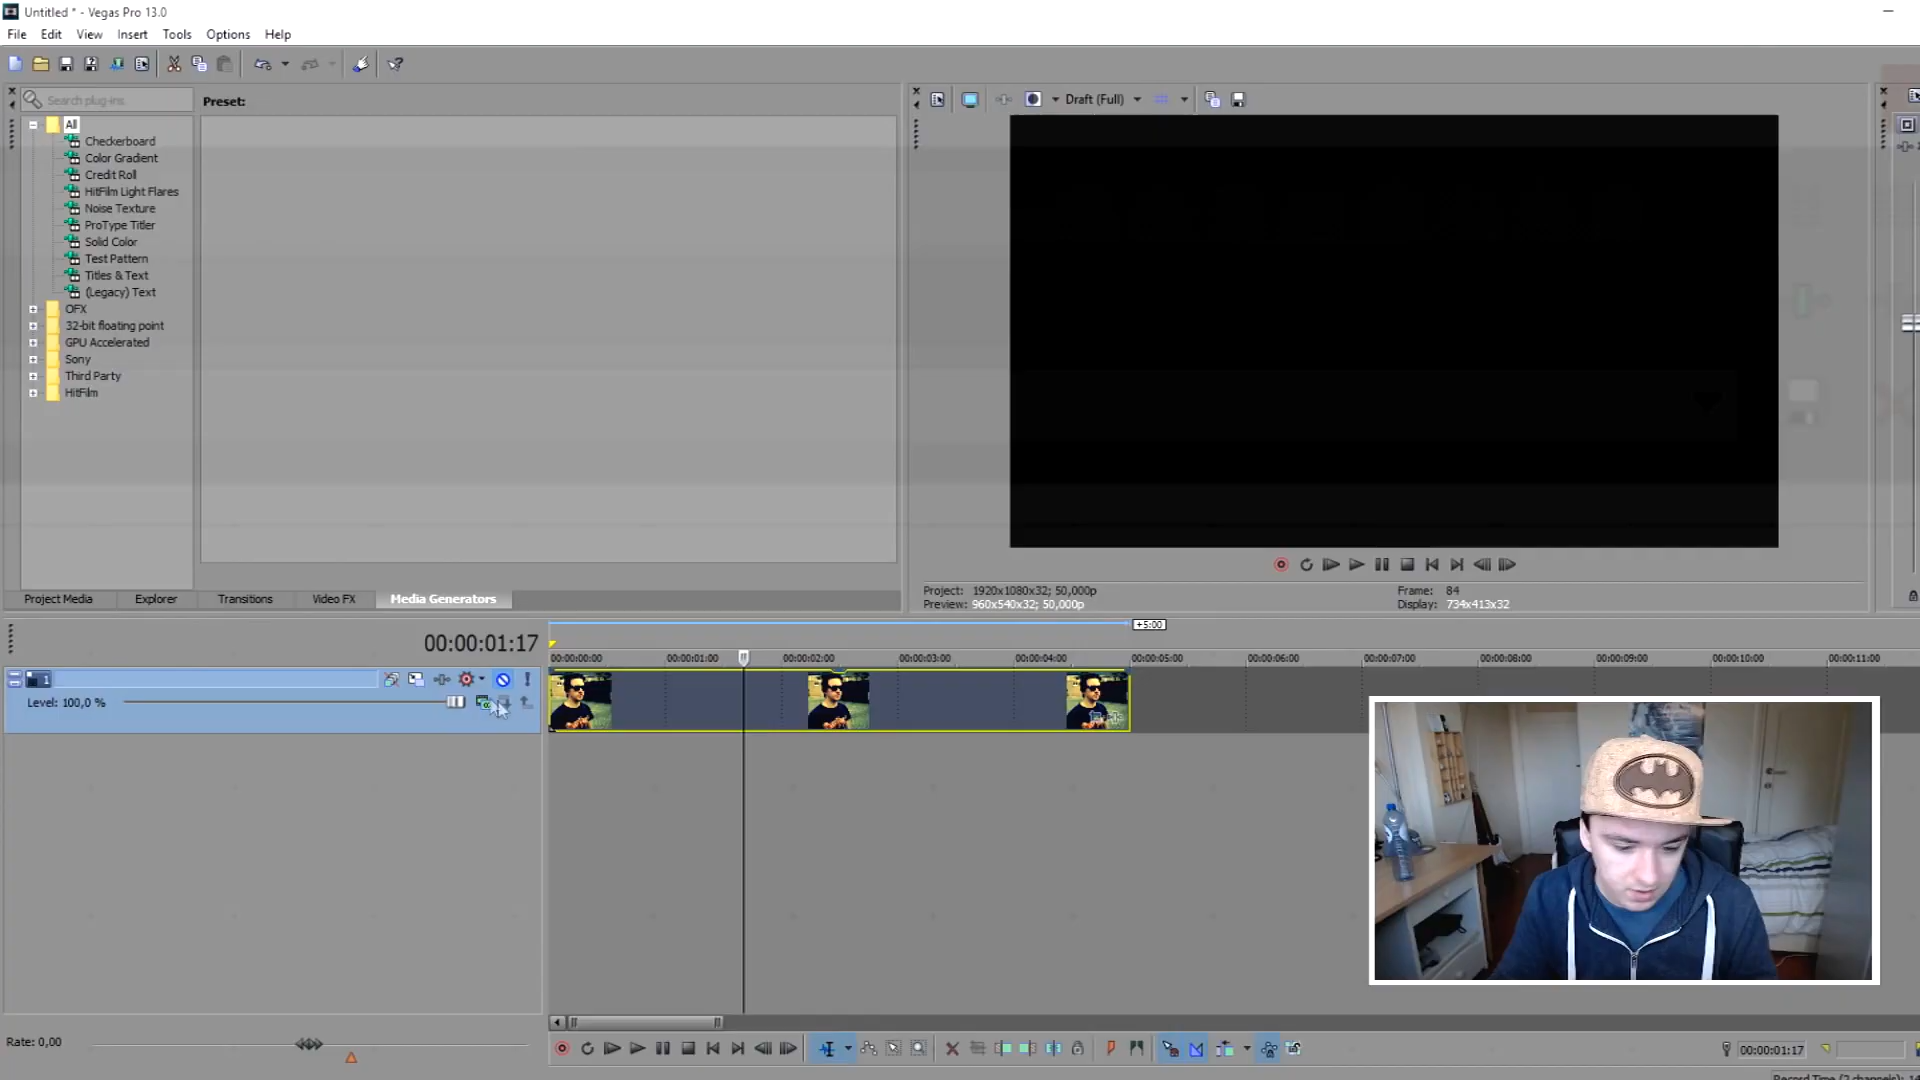 Untitled * - Vegas Pro 13.0
File Edit View Insert Tools Options Help
Search plug-ins
Preset:
Draft (Full)
All
Checkerboard
Color Gradient
Credit Roll
HitFilm Light Flares
Noise Texture
ProType Titler
Solid Color
Test Pattern
Titles & Text
(Legacy) Text
OFX
32-bit floating point
GPU Accelerated
Sony
Third Party
HitFilm
Project Media Explorer Transitions Video FX Media Generators
Project: 1920x1080x32; 50,000p Frame: 84
Preview: 960x540x32; 50,000p Display: 734x413x32
+5:00
00:00:01:17
00:00:00:00 00:00:01:00 00:00:02:00 00:00:03:00 00:00:04:00 00:00:05:00 00:00:06:00 00:00:07:00 00:00:08:00 00:00:09:00 00:00:10:00 00:00:11:00
1
Level: 100,0 %
Rate: 0,00
00:00:01:17